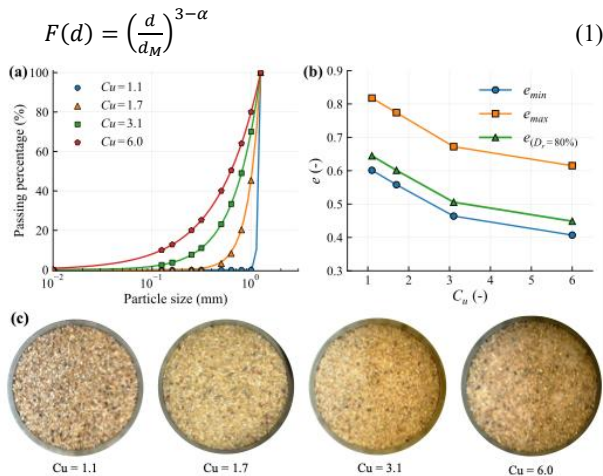 F(d) = (d/d_M)^{3−α} (1)
(a)
100
80
60
40
20
0
Passing percentage (%)
Cu = 1.1
Cu = 1.7
Cu = 3.1
Cu = 6.0
10⁻² 10⁻¹ 10⁰
Particle size (mm)
(b)
0.9
0.8
0.7
0.6
0.5
0.4
0.3
e (-)
e_min
e_max
e_(D_r = 80%)
0 1 2 3 4 5 6
C_u (-)
(c)
Cu = 1.1 Cu = 1.7 Cu = 3.1 Cu = 6.0